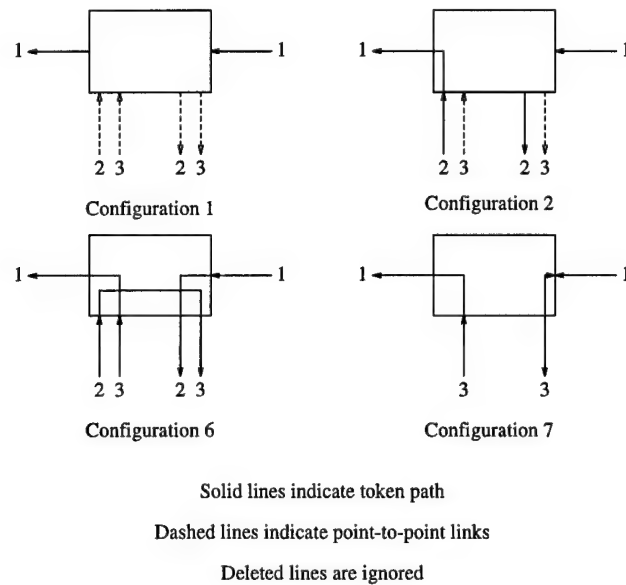 1 1 1 1
2 3 2 3 2 3 2 3
Configuration 1 Configuration 2
1 1 1 1
2 3 2 3 3 3
Configuration 6 Configuration 7
Solid lines indicate token path
Dashed lines indicate point-to-point links
Deleted lines are ignored